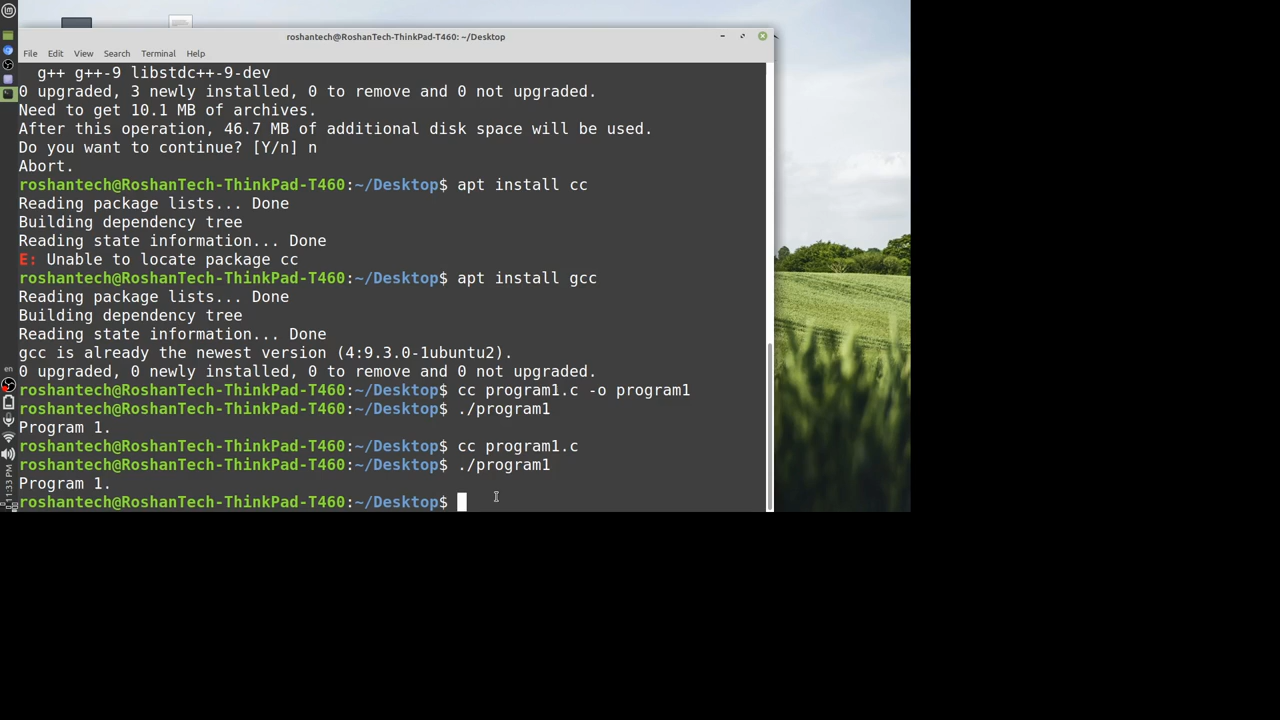 roshantech@RoshanTech-ThinkPad-T460: ~/Desktop
File Edit View Search Terminal Help
g++ g++-9 libstdc++-9-dev
0 upgraded, 3 newly installed, 0 to remove and 0 not upgraded.
Need to get 10.1 MB of archives.
After this operation, 46.7 MB of additional disk space will be used.
Do you want to continue? [Y/n] n
Abort.
roshantech@RoshanTech-ThinkPad-T460:~/Desktop$ apt install cc
Reading package lists... Done
Building dependency tree
Reading state information... Done
E: Unable to locate package cc
roshantech@RoshanTech-ThinkPad-T460:~/Desktop$ apt install gcc
Reading package lists... Done
Building dependency tree
Reading state information... Done
gcc is already the newest version (4:9.3.0-1ubuntu2).
0 upgraded, 0 newly installed, 0 to remove and 0 not upgraded.
roshantech@RoshanTech-ThinkPad-T460:~/Desktop$ cc program1.c -o program1
roshantech@RoshanTech-ThinkPad-T460:~/Desktop$ ./program1
Program 1.
roshantech@RoshanTech-ThinkPad-T460:~/Desktop$ cc program1.c
roshantech@RoshanTech-ThinkPad-T460:~/Desktop$ ./program1
Program 1.
roshantech@RoshanTech-ThinkPad-T460:~/Desktop$
en
11:33 PM